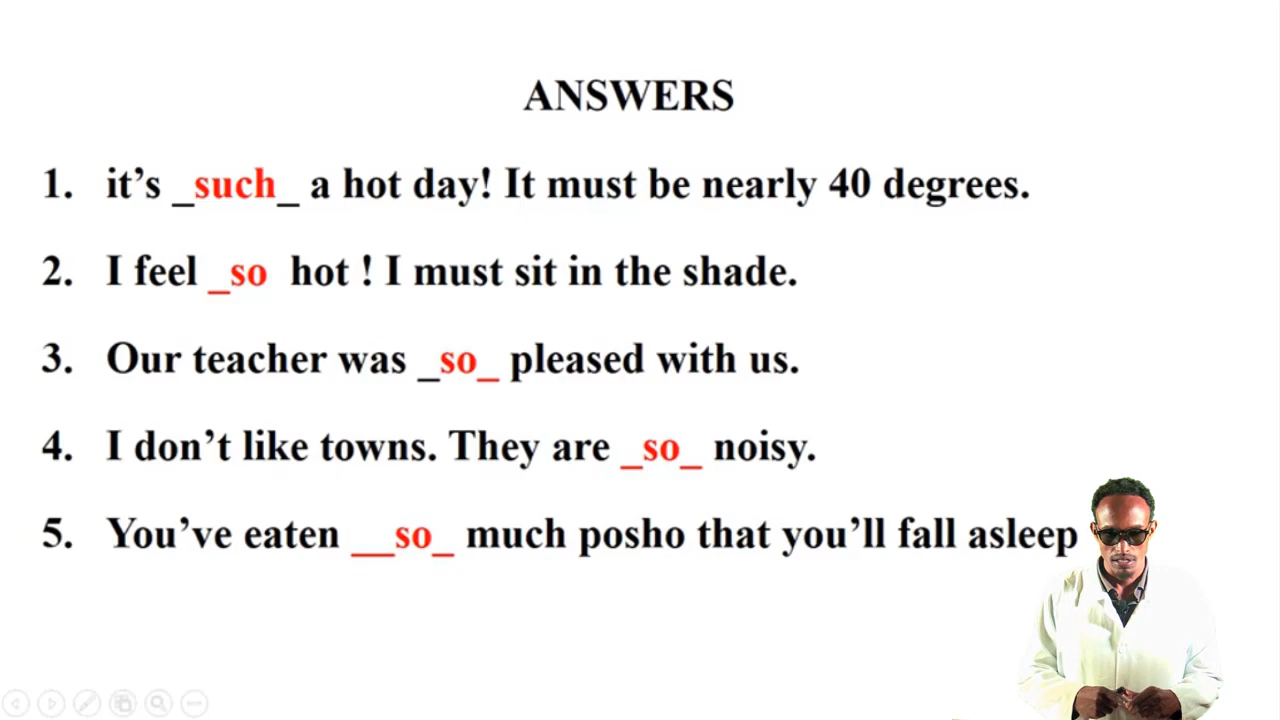 ANSWERS
1. it’s _such_ a hot day! It must be nearly 40 degrees.
2. I feel _so hot ! I must sit in the shade.
3. Our teacher was _so_ pleased with us.
4. I don’t like towns. They are _so_ noisy.
5. You’ve eaten __so_ much posho that you’ll fall asleep